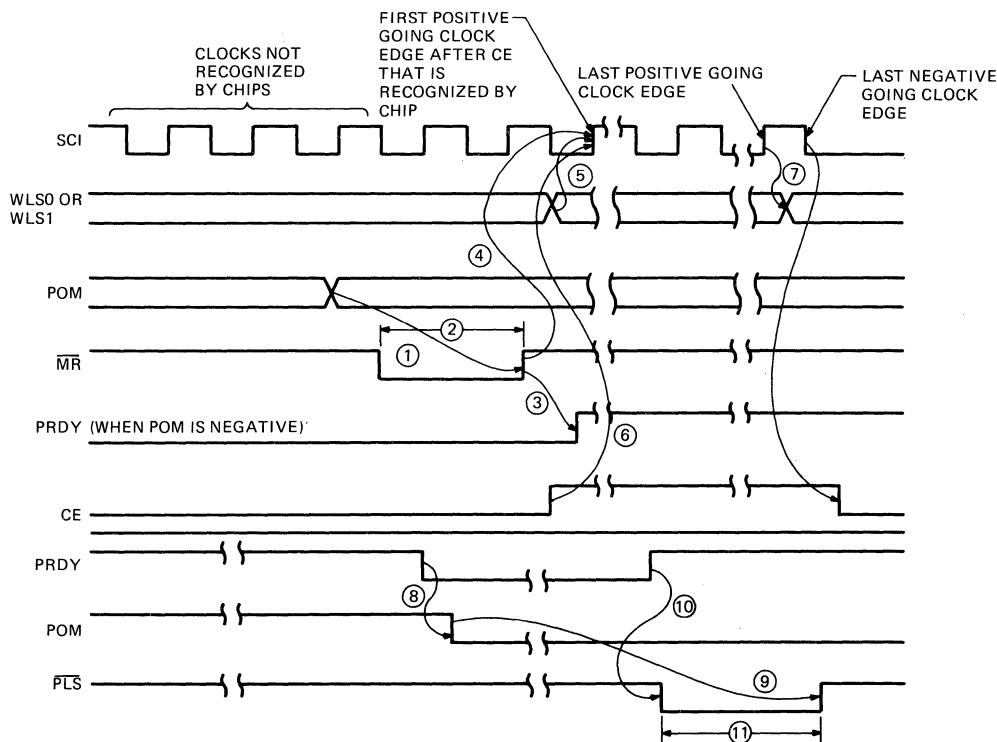 CLOCKS NOT
RECOGNIZED
BY CHIPS
FIRST POSITIVE
GOING CLOCK
EDGE AFTER CE
THAT IS
RECOGNIZED BY
CHIP
LAST POSITIVE GOING
CLOCK EDGE
LAST NEGATIVE
GOING CLOCK
EDGE
SCI
5
7
WLS0 OR
WLS1
4
POM
2
MR
1
3
PRDY (WHEN POM IS NEGATIVE)
6
CE
PRDY
8
10
POM
9
PLS
11